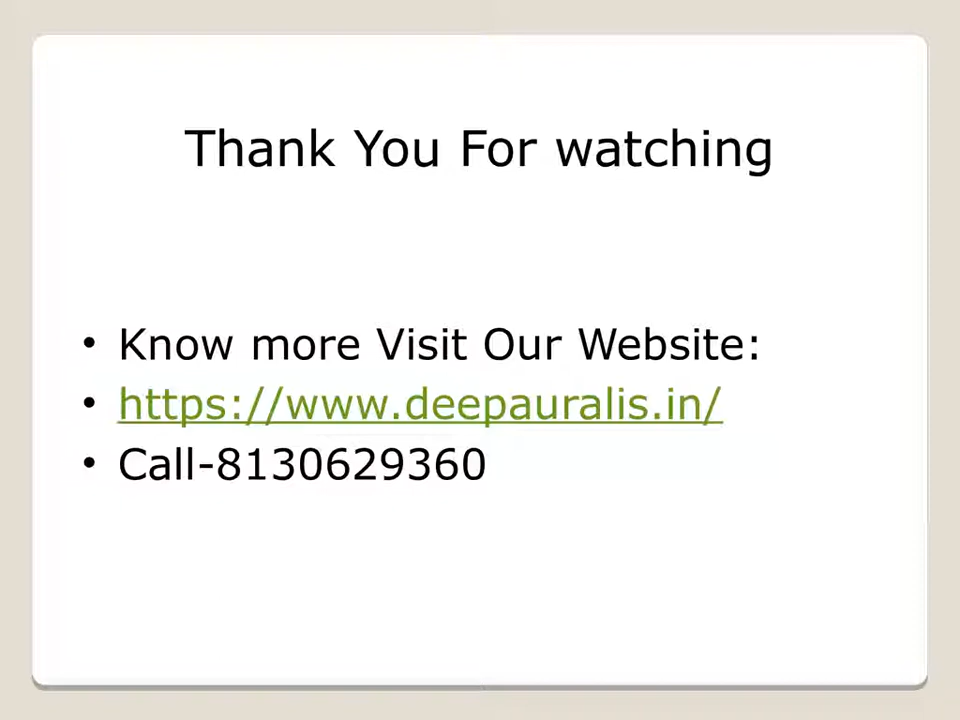 Thank You For watching
• Know more Visit Our Website:
• https://www.deepauralis.in/
• Call-8130629360